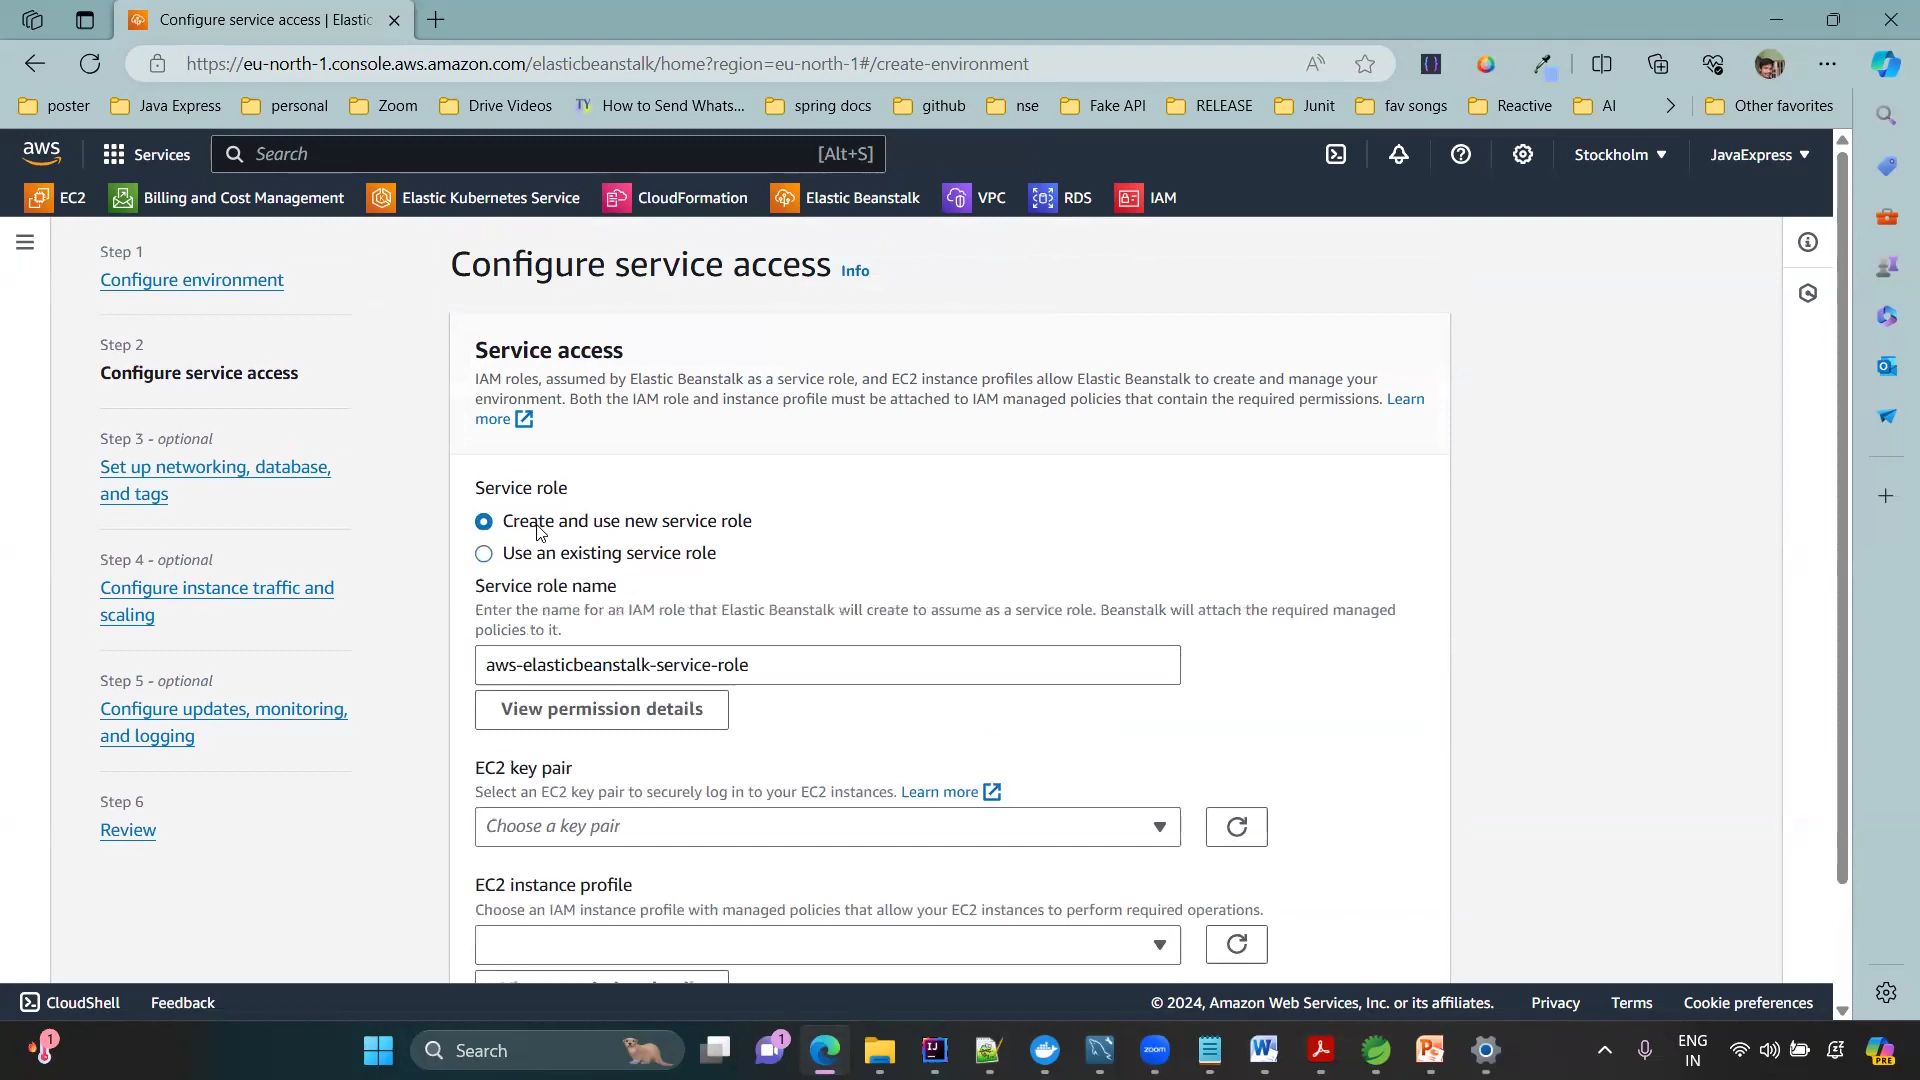 Configure service access | Elastic
https://eu-north-1.console.aws.amazon.com/elasticbeanstalk/home?region=eu-north-1#/create-environment
poster
Java Express
personal
Zoom
Drive Videos
TY How to Send Whats...
spring docs
github
nse
Fake API
RELEASE
Junit
fav songs
Reactive
AI
Other favorites
aws
Services
Search
[Alt+S]
Stockholm
JavaExpress
EC2
Billing and Cost Management
Elastic Kubernetes Service
CloudFormation
Elastic Beanstalk
VPC
RDS
IAM
Step 1
Configure environment
Step 2
Configure service access
Step 3 - optional
Set up networking, database,
and tags
Step 4 - optional
Configure instance traffic and
scaling
Step 5 - optional
Configure updates, monitoring,
and logging
Step 6
Review
Configure service access Info
Service access
IAM roles, assumed by Elastic Beanstalk as a service role, and EC2 instance profiles allow Elastic Beanstalk to create and manage your
environment. Both the IAM role and instance profile must be attached to IAM managed policies that contain the required permissions. Learn
more
Service role
Create and use new service role
Use an existing service role
Service role name
Enter the name for an IAM role that Elastic Beanstalk will create to assume as a service role. Beanstalk will attach the required managed
policies to it.
aws-elasticbeanstalk-service-role
View permission details
EC2 key pair
Select an EC2 key pair to securely log in to your EC2 instances. Learn more
Choose a key pair
EC2 instance profile
Choose an IAM instance profile with managed policies that allow your EC2 instances to perform required operations.
CloudShell
Feedback
© 2024, Amazon Web Services, Inc. or its affiliates.
Privacy
Terms
Cookie preferences
1
Search
1
zoom
ENG
IN
PRE